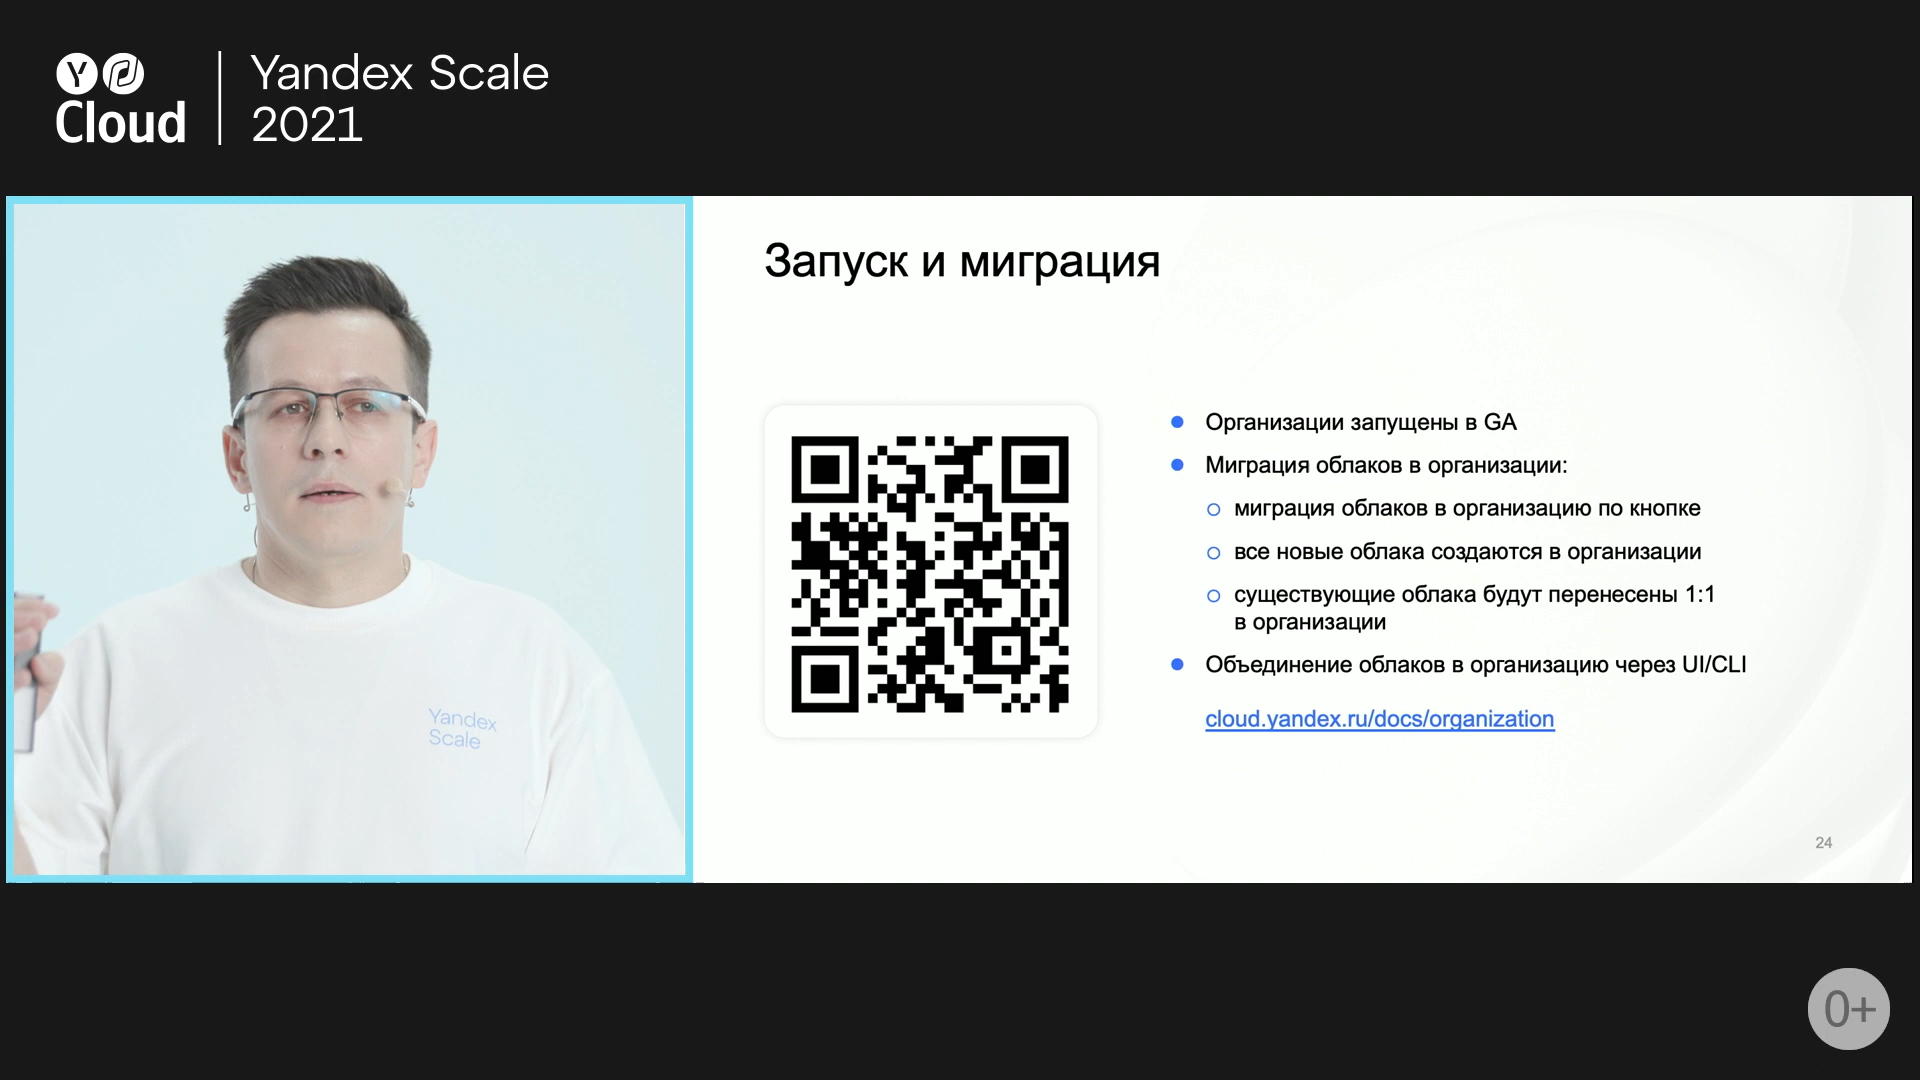 Cloud
Yandex Scale
2021
Запуск и миграция
Организации запущены в GA
Миграция облаков в организации:
миграция облаков в организацию по кнопке
все новые облака создаются в организации
существующие облака будут перенесены 1:1
в организации
Объединение облаков в организацию через UI/CLI
cloud.yandex.ru/docs/organization
24
Yandex
Scale
0+